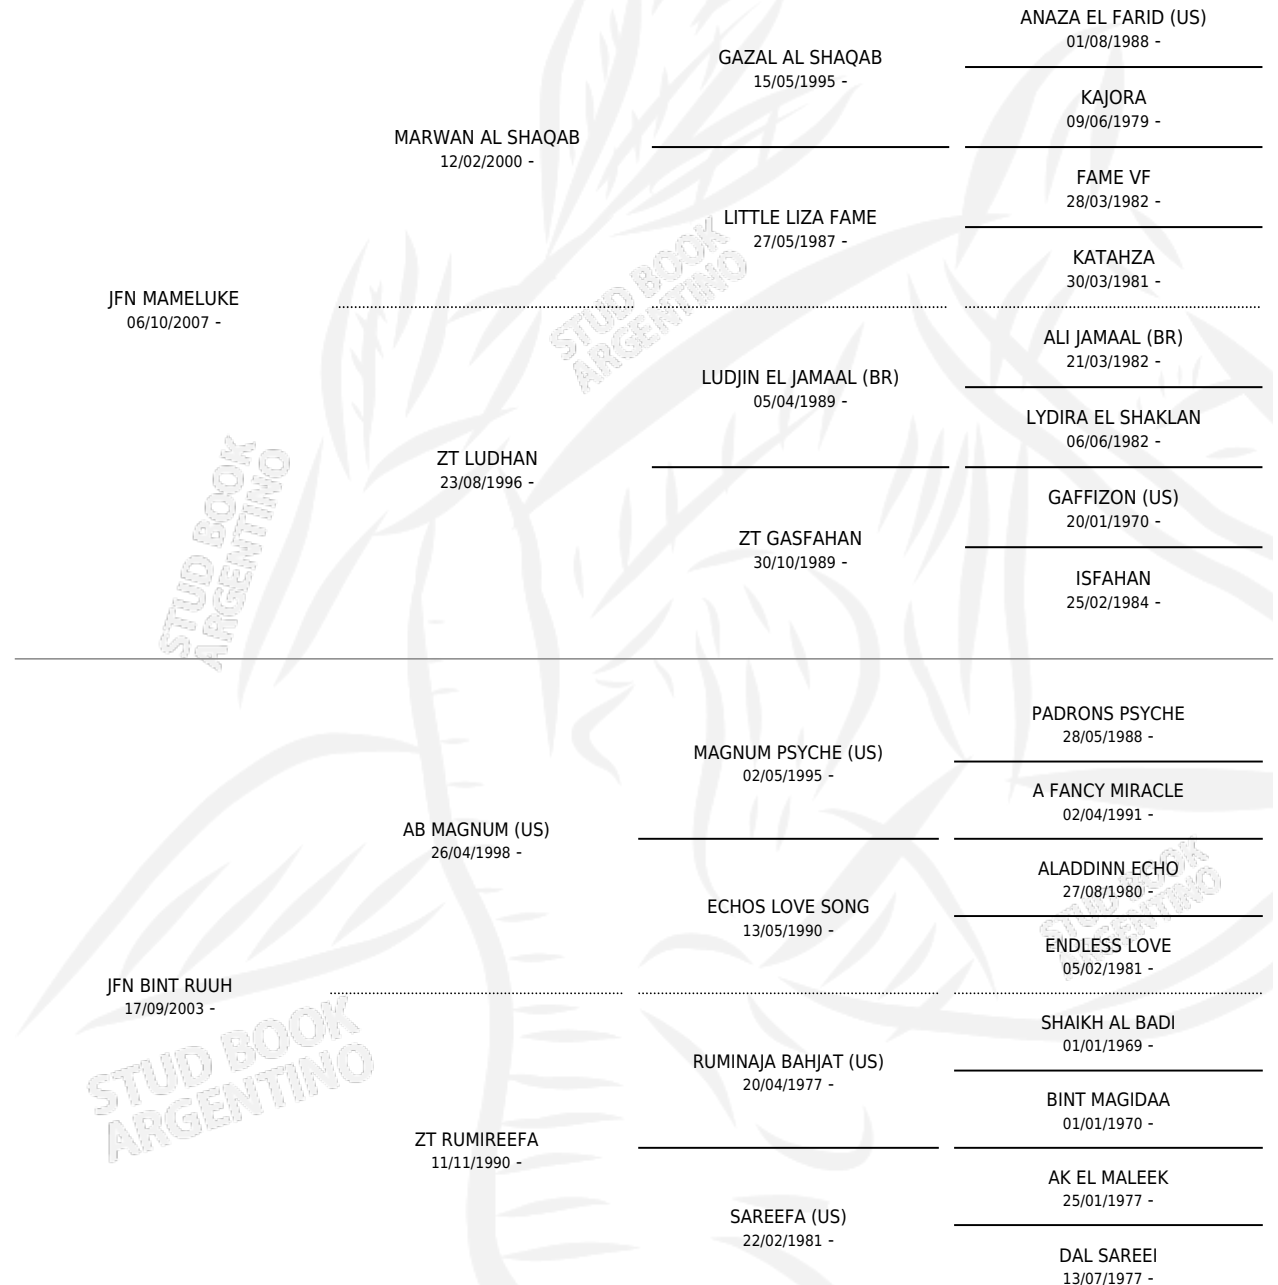 ANAZA EL FARID (US)
01/08/1988 -
GAZAL AL SHAQAB
15/05/1995 -
KAJORA
09/06/1979 -
MARWAN AL SHAQAB
12/02/2000 -
FAME VF
28/03/1982 -
LITTLE LIZA FAME
27/05/1987 -
KATAHZA
30/03/1981 -
JFN MAMELUKE
06/10/2007 -
ALI JAMAAL (BR)
21/03/1982 -
LUDJIN EL JAMAAL (BR)
05/04/1989 -
LYDIRA EL SHAKLAN
06/06/1982 -
ZT LUDHAN
23/08/1996 -
GAFFIZON (US)
20/01/1970 -
ZT GASFAHAN
30/10/1989 -
ISFAHAN
25/02/1984 -
STUD BOOK
ARGENTINO
STUD BOOK
ARGENTINO
PADRONS PSYCHE
28/05/1988 -
MAGNUM PSYCHE (US)
02/05/1995 -
A FANCY MIRACLE
02/04/1991 -
AB MAGNUM (US)
26/04/1998 -
ALADDINN ECHO
27/08/1980 -
ECHOS LOVE SONG
13/05/1990 -
ENDLESS LOVE
05/02/1981 -
JFN BINT RUUH
17/09/2003 -
SHAIKH AL BADI
01/01/1969 -
RUMINAJA BAHJAT (US)
20/04/1977 -
BINT MAGIDAA
01/01/1970 -
ZT RUMIREEFA
11/11/1990 -
AK EL MALEEK
25/01/1977 -
SAREEFA (US)
22/02/1981 -
DAL SAREEI
13/07/1977 -
STUD BOOK
ARGENTINO
STUD BOOK
ARGENTINO